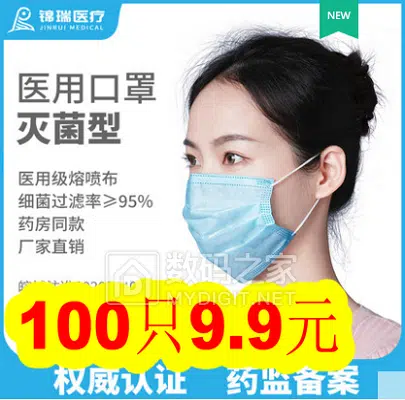 锦瑞医疗
JINRUI MEDICAL
NEW
医用口罩
灭菌型
医用级熔喷布
细菌过滤率≥95%
药房同款
厂家直销
数码之家
MYDIGIT.NET
100只9.9元
权威认证 药监备案